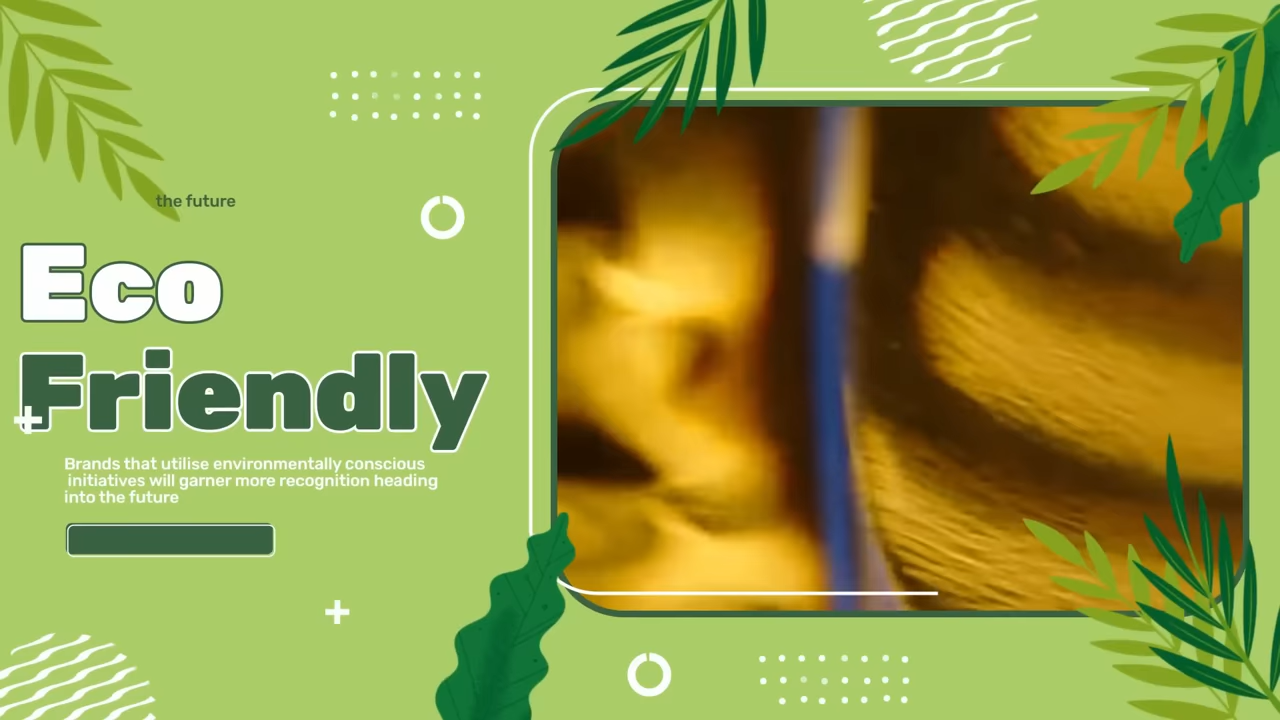 the future
Eco
Friendly
Brands that utilise environmentally conscious
initiatives will garner more recognition heading
into the future